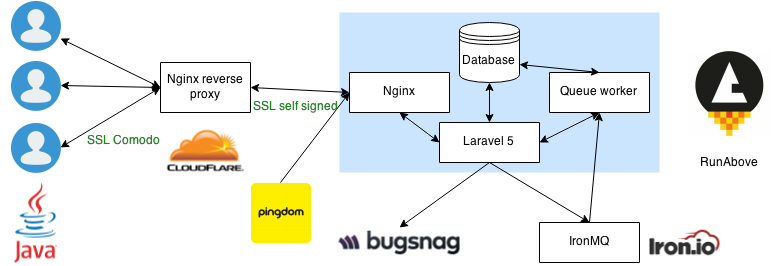 Nginx reverse
proxy
SSL Comodo
CLOUDFLARE.
SSL self signed
Database
Nginx
Queue worker
Laravel 5
pingdom
bugsnag
IronMQ
Iron.io
RunAbove
Java